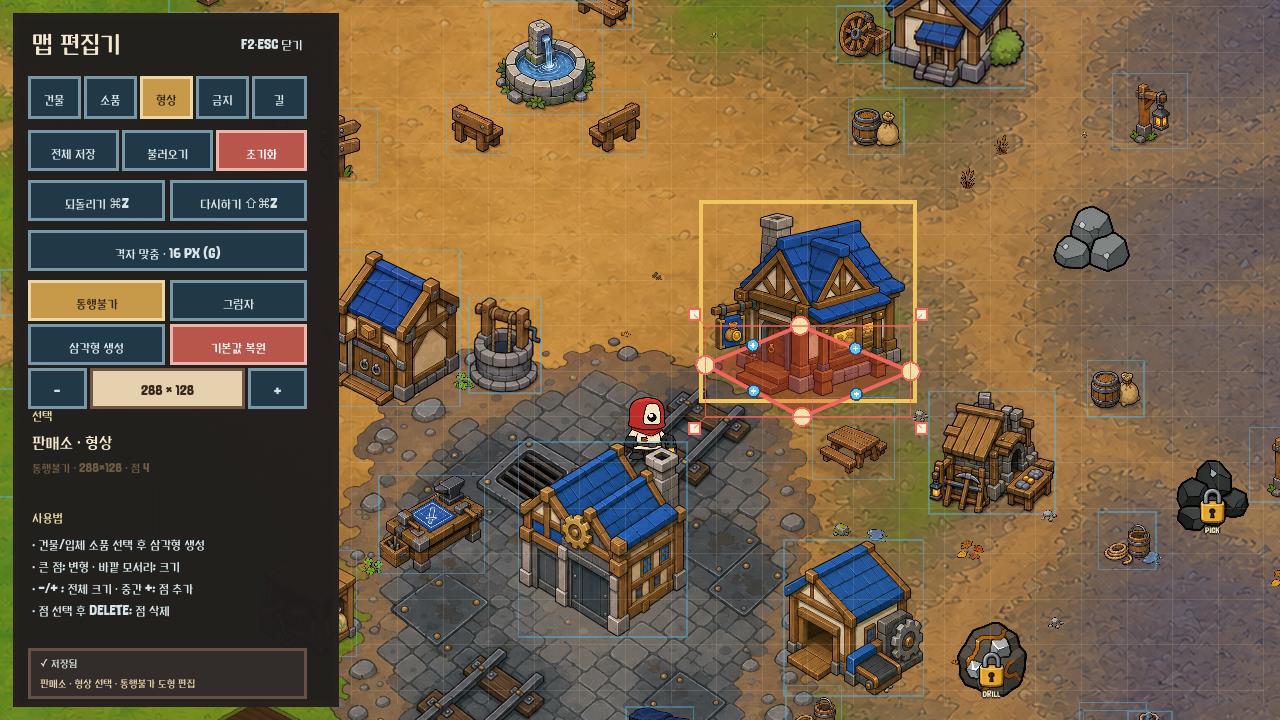 맵 편집기
F2·ESC 닫기
건물 소품 형상 금지 길
전체 저장 불러오기 초기화
되돌리기 ⌘Z 다시하기 ⇧⌘Z
격자 맞춤 · 16 PX (G)
통행불가 그림자
삼각형 생성 기본값 복원
- 288 × 128 +
선택
판매소 · 형상
통행불가 · 288×128 · 점 4
사용법
· 건물/입체 소품 선택 후 삼각형 생성
· 큰 점: 변형 · 바깥 모서리: 크기
· −/+ : 전체 크기 · 중간 +: 점 추가
· 점 선택 후 DELETE: 점 삭제
✓ 저장됨
판매소 · 형상 선택 · 통행불가 도형 편집
PICK
DRILL